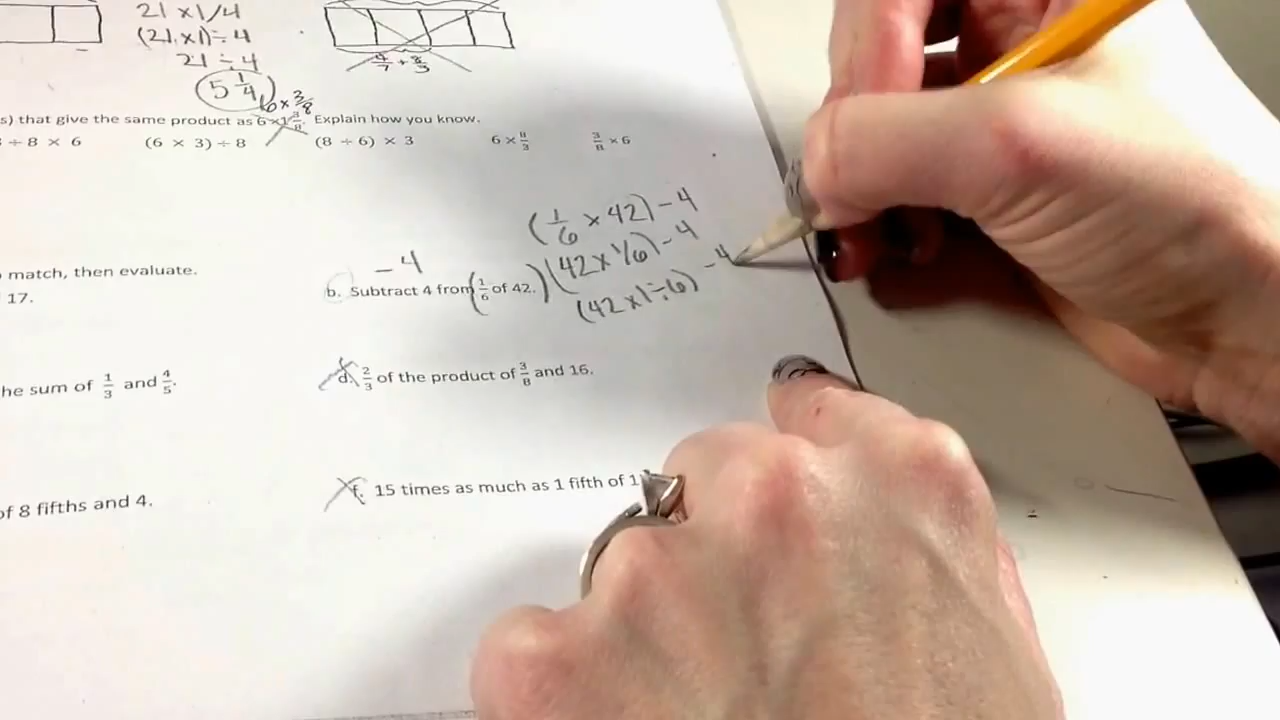 21 x 1/4
(21 x 1) ÷ 4
21 ÷ 4
5 1/4
4/7 + 8/3
6 x 3/8
s) that give the same product as 6 × 1 3/8. Explain how you know.
÷ 8 × 6 (6 × 3) ÷ 8 (8 ÷ 6) × 3 6 × 8/3 3/8 × 6
(1/6 x 42) - 4
- 4 (42 x 1/6) - 4
match, then evaluate. b. Subtract 4 from (1/6 of 42.)
17. (42 x 1 ÷ 6) - 4
he sum of 1/3 and 4/5. d. 2/3 of the product of 3/8 and 16.
of 8 fifths and 4. f. 15 times as much as 1 fifth of 1